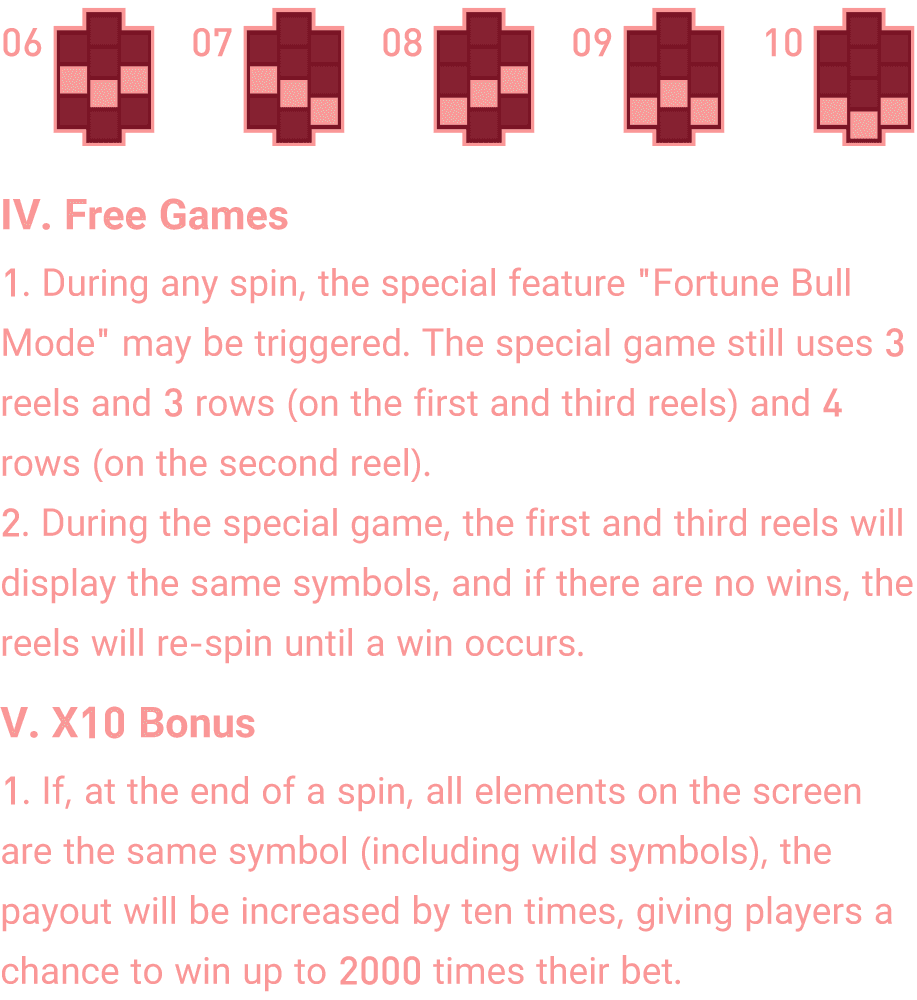 06 07 08 09 10
IV. Free Games
1. During any spin, the special feature "Fortune Bull
Mode" may be triggered. The special game still uses 3
reels and 3 rows (on the first and third reels) and 4
rows (on the second reel).
2. During the special game, the first and third reels will
display the same symbols, and if there are no wins, the
reels will re-spin until a win occurs.
V. X10 Bonus
1. If, at the end of a spin, all elements on the screen
are the same symbol (including wild symbols), the
payout will be increased by ten times, giving players a
chance to win up to 2000 times their bet.